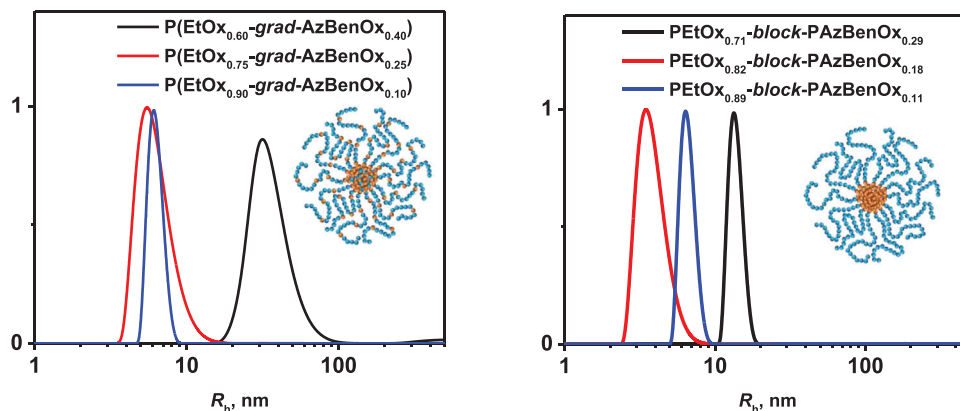 P(EtOx0.60-grad-AzBenOx0.40)
P(EtOx0.75-grad-AzBenOx0.25)
P(EtOx0.90-grad-AzBenOx0.10)
1
0
1
10
100
Rh, nm
PEtOx0.71-block-PAzBenOx0.29
PEtOx0.82-block-PAzBenOx0.18
PEtOx0.89-block-PAzBenOx0.11
1
0
1
10
100
Rh, nm